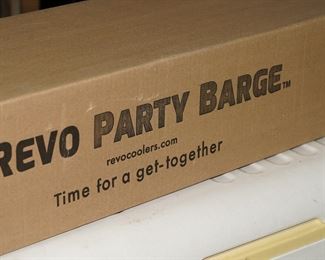 REVO PARTY BARGE™
revocoolers.com
Time for a get-together